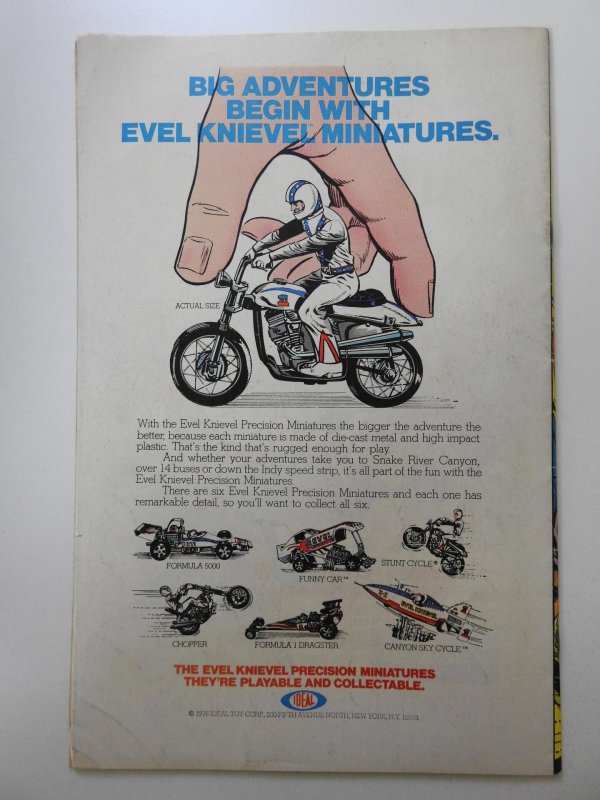 BIG ADVENTURES
BEGIN WITH
EVEL KNIEVEL™ MINIATURES.
ACTUAL SIZE
With the Evel Knievel Precision Miniatures the bigger the adventure the
better, because each miniature is made of die-cast metal and high impact
plastic. That's the kind that's rugged enough for play.
And whether your adventures take you to Snake River Canyon,
over 14 buses or down the Indy speed strip, it's all part of the fun with the
Evel Knievel Precision Miniatures.
There are six Evel Knievel Precision Miniatures and each one has
remarkable detail, so you'll want to collect all six.
FORMULA 5000
EVEL
FUNNY CAR™
STUNT CYCLE®
CHOPPER
FORMULA 1 DRAGSTER
EVEL KNIEVEL
CANYON SKY CYCLE™
THE EVEL KNIEVEL PRECISION MINIATURES
THEY'RE PLAYABLE AND COLLECTABLE.
IDEAL
© 1976 IDEAL TOY CORP., 200 FIFTH AVENUE NORTH, NEW YORK, N.Y. 10010.